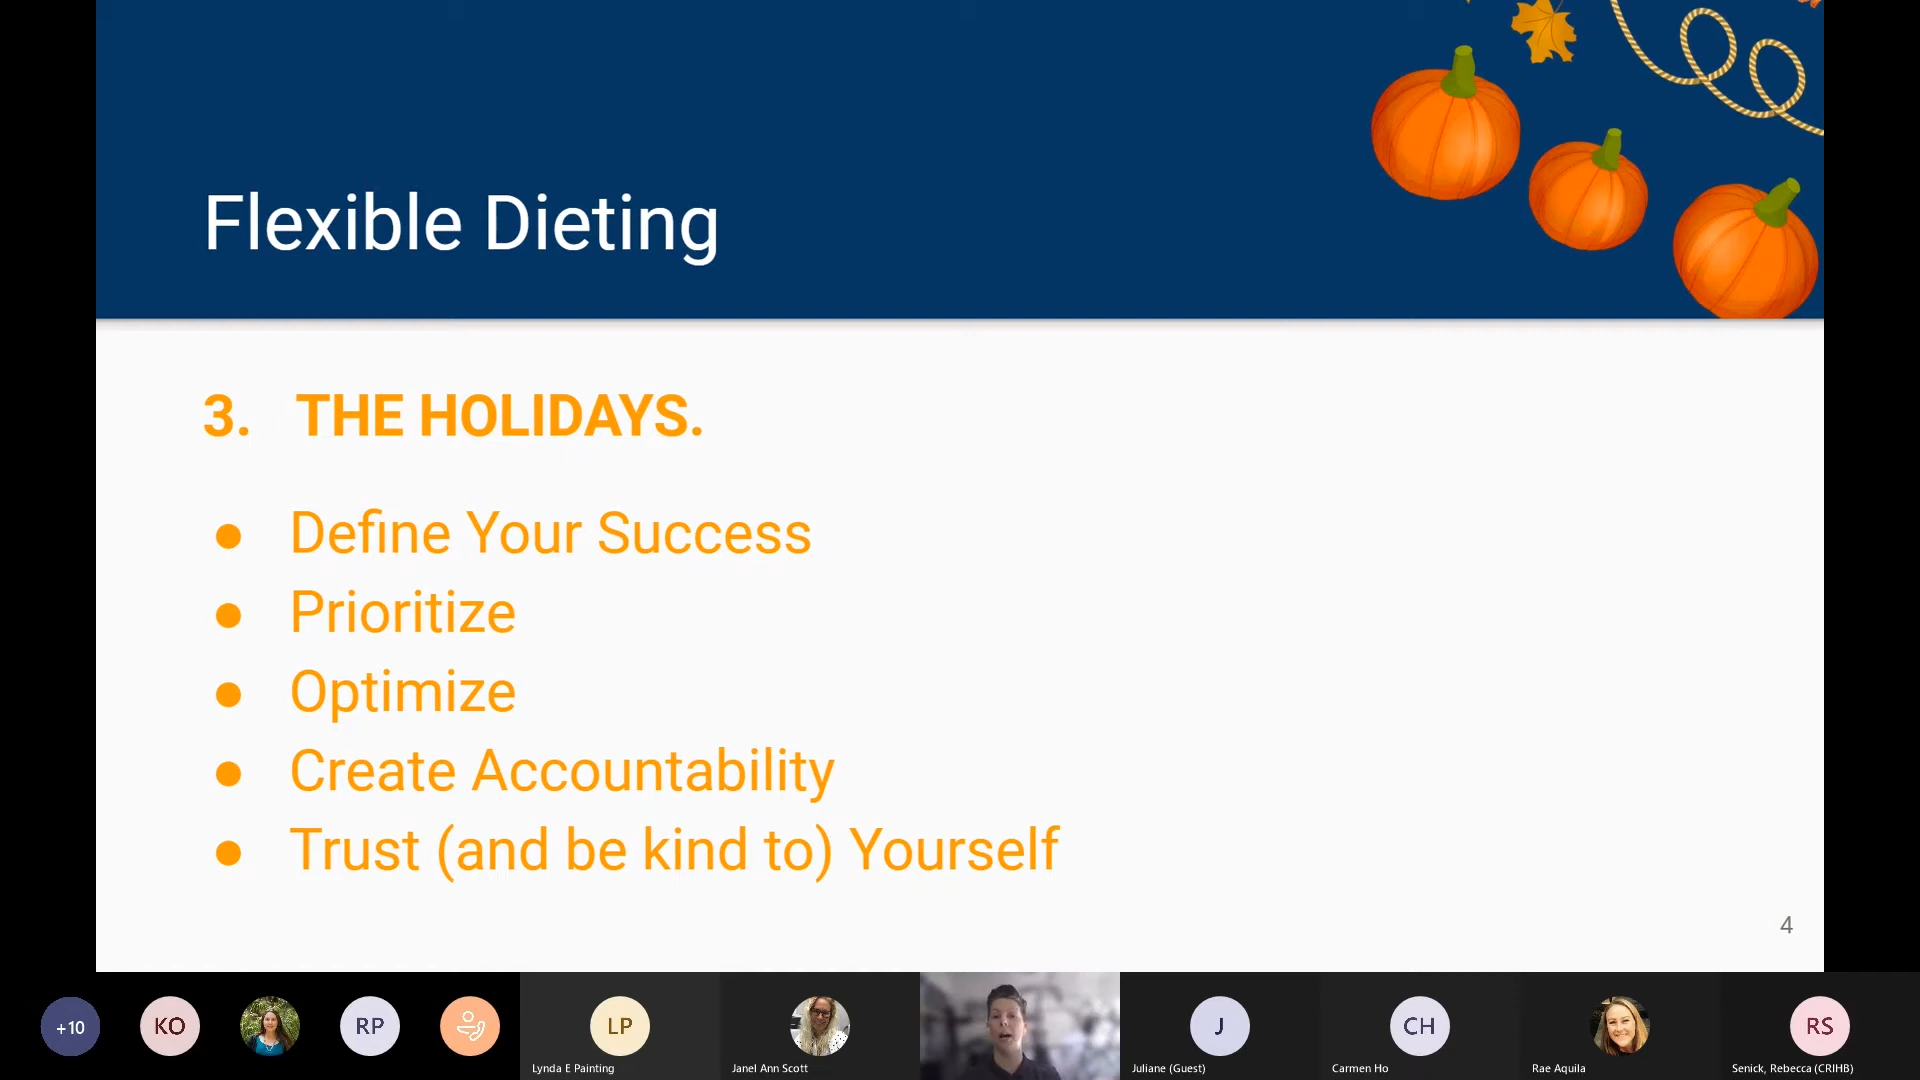 Flexible Dieting
3. THE HOLIDAYS.
● Define Your Success
● Prioritize
● Optimize
● Create Accountability
● Trust (and be kind to) Yourself
4
+10
KO
RP
LP
J
CH
RS
Lynda E Painting
Janel Ann Scott
Juliane (Guest)
Carmen Ho
Rae Aquila
Senick, Rebecca (CRIHB)